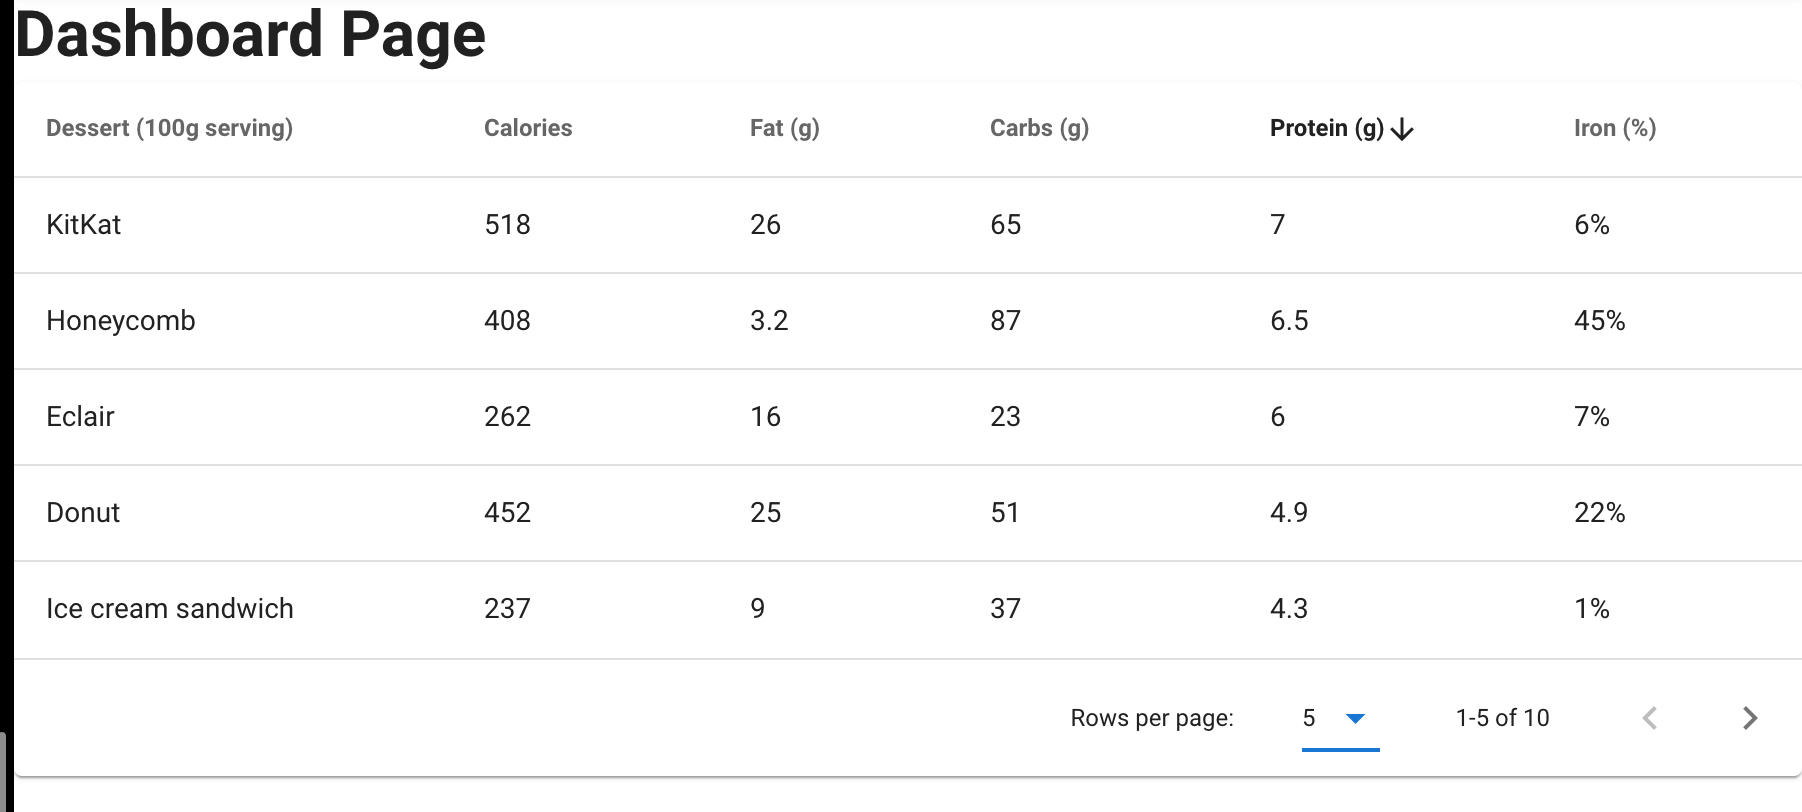 Dashboard Page
Dessert (100g serving) Calories Fat (g) Carbs (g) Protein (g) Iron (%)
KitKat 518 26 65 7 6%
Honeycomb 408 3.2 87 6.5 45%
Eclair 262 16 23 6 7%
Donut 452 25 51 4.9 22%
Ice cream sandwich 237 9 37 4.3 1%
Rows per page: 5 1-5 of 10